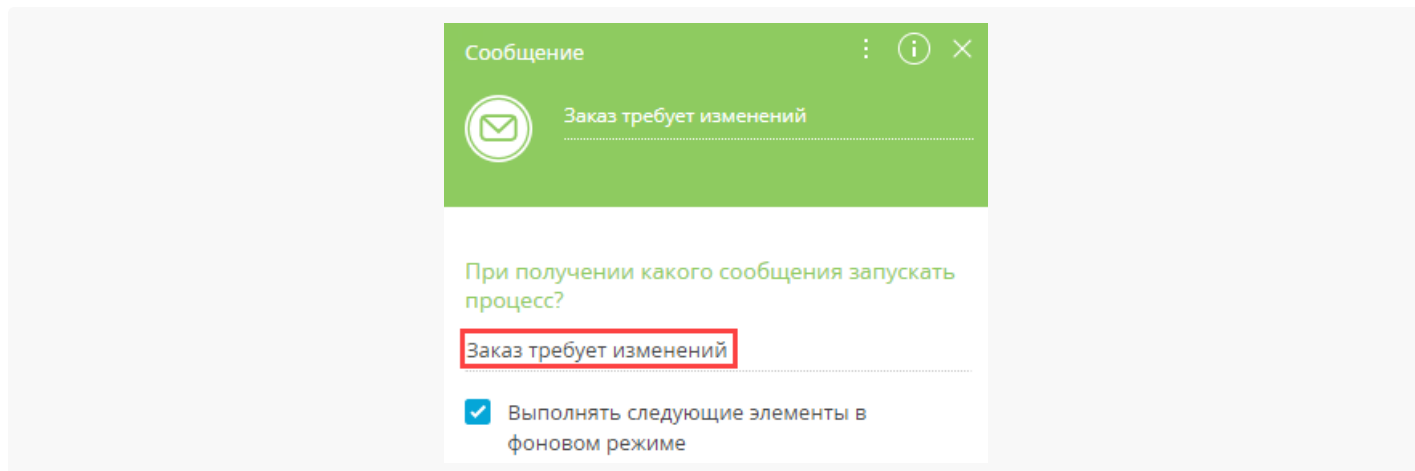 Сообщение
Заказ требует изменений
При получении какого сообщения запускать
процесс?
Заказ требует изменений
Выполнять следующие элементы в
фоновом режиме